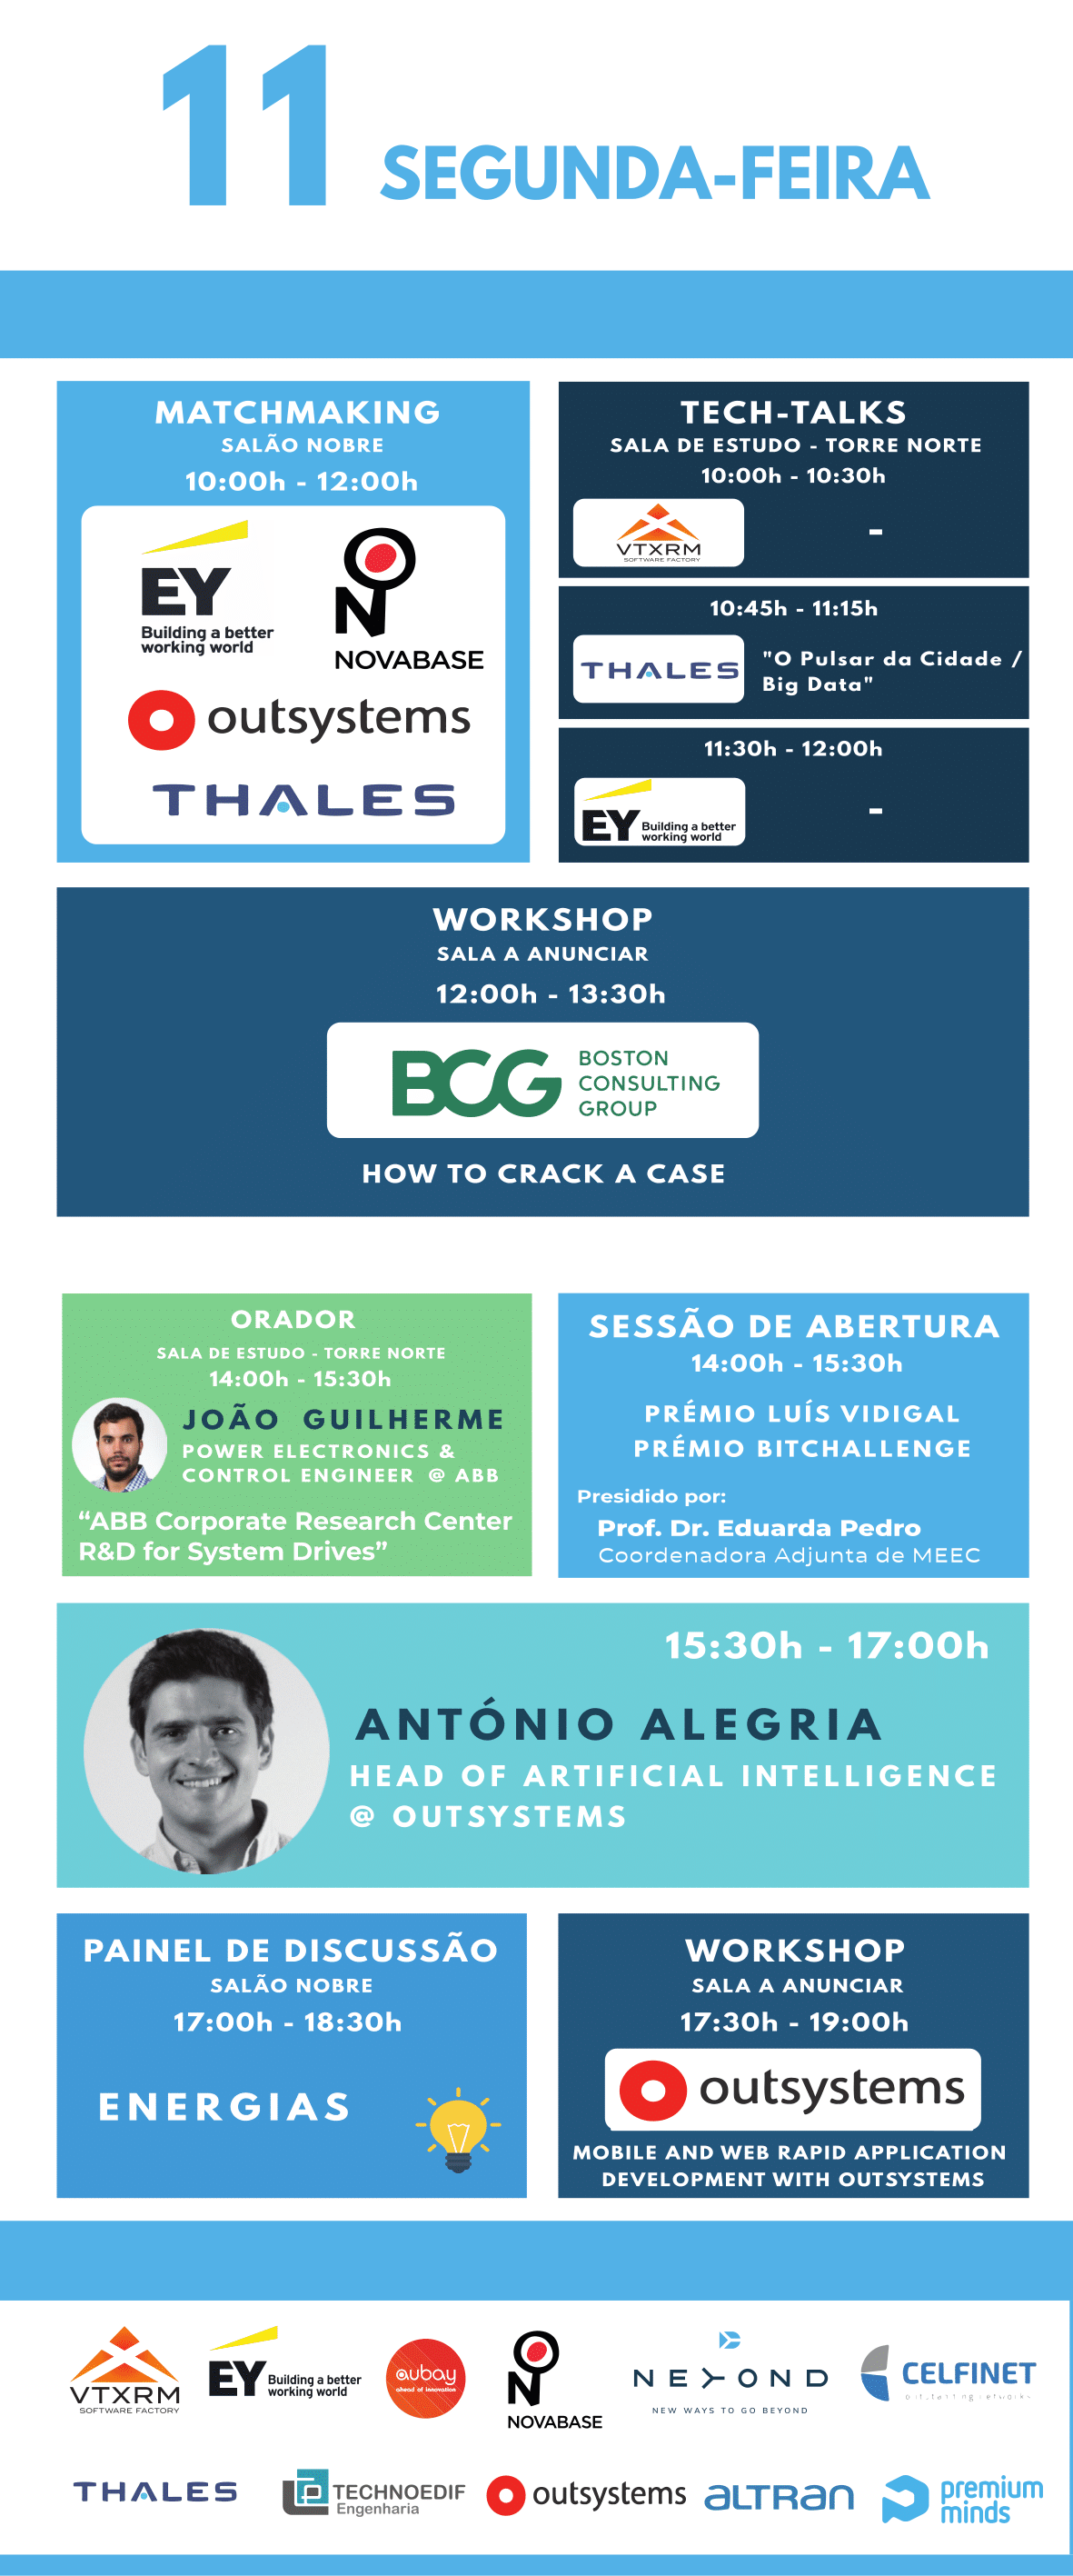 11 SEGUNDA-FEIRA
MATCHMAKING
SALÃO NOBRE
10:00h - 12:00h
EY
Building a better
working world
NOVABASE
outsystems
THALES
TECH-TALKS
SALA DE ESTUDO - TORRE NORTE
10:00h - 10:30h
VTXRM
SOFTWARE FACTORY
-
10:45h - 11:15h
THALES
"O Pulsar da Cidade /
Big Data"
11:30h - 12:00h
EY
Building a better
working world
-
WORKSHOP
SALA A ANUNCIAR
12:00h - 13:30h
BCG
BOSTON
CONSULTING
GROUP
HOW TO CRACK A CASE
ORADOR
SALA DE ESTUDO - TORRE NORTE
14:00h - 15:30h
JOÃO GUILHERME
POWER ELECTRONICS &
CONTROL ENGINEER @ ABB
“ABB Corporate Research Center
R&D for System Drives”
SESSÃO DE ABERTURA
14:00h - 15:30h
PRÉMIO LUÍS VIDIGAL
PRÉMIO BITCHALLENGE
Presidido por:
Prof. Dr. Eduarda Pedro
Coordenadora Adjunta de MEEC
15:30h - 17:00h
ANTÓNIO ALEGRIA
HEAD OF ARTIFICIAL INTELLIGENCE
@ OUTSYSTEMS
PAINEL DE DISCUSSÃO
SALÃO NOBRE
17:00h - 18:30h
ENERGIAS
WORKSHOP
SALA A ANUNCIAR
17:30h - 19:00h
outsystems
MOBILE AND WEB RAPID APPLICATION
DEVELOPMENT WITH OUTSYSTEMS
VTXRM
SOFTWARE FACTORY
EY
Building a better
working world
aubay
ahead of innovation
NOVABASE
NEYOND
NEW WAYS TO GO BEYOND
CELFINET
THALES
TECHNOEDIF
Engenharia
outsystems
ALTRAN
premium
minds